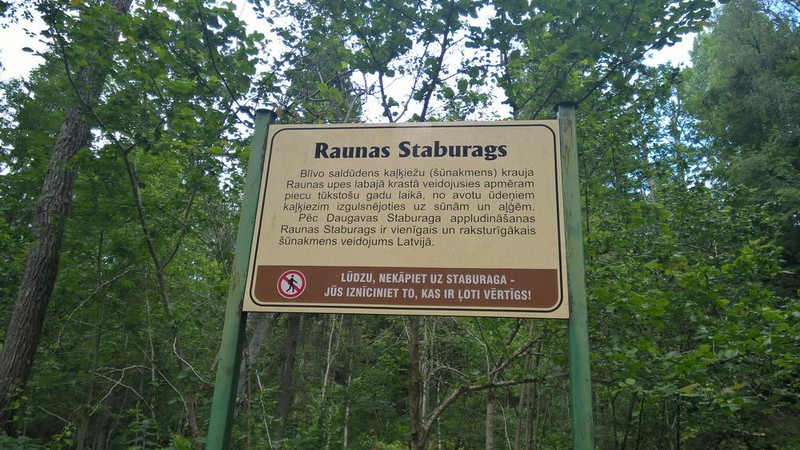 Raunas Staburags
Blīvo saldūdens kaļķiežu (šūnakmens) krauja
Raunas upes labajā krastā veidojusies apmēram
piecu tūkstošu gadu laikā, no avotu ūdeņiem
kaļķiezim izgulsnējoties uz sūnām un aļģēm.
Pēc Daugavas Staburaga appludināšanas
Raunas Staburags ir vienīgais un raksturīgākais
šūnakmens veidojums Latvijā.
LŪDZU, NEKĀPIET UZ STABURAGA -
JŪS IZNĪCINIET TO, KAS IR ĻOTI VĒRTĪGS!